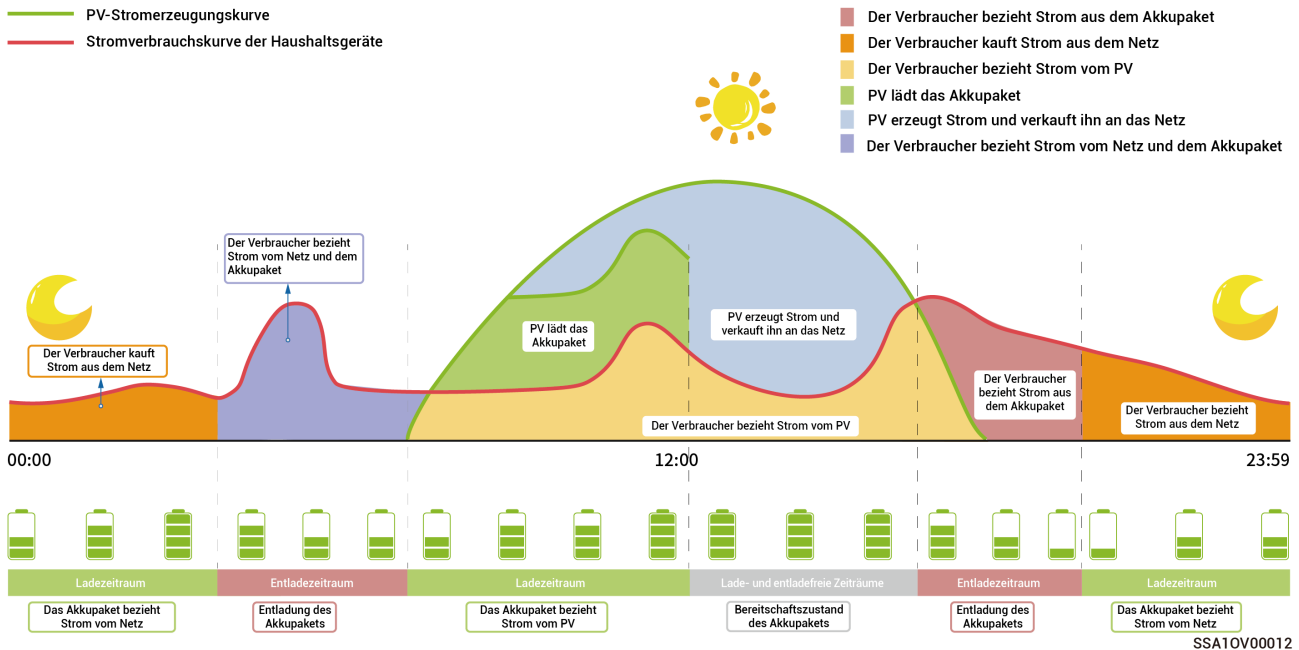 PV-Stromerzeugungskurve
Stromverbrauchskurve der Haushaltsgeräte
Der Verbraucher bezieht Strom aus dem Akkupaket
Der Verbraucher kauft Strom aus dem Netz
Der Verbraucher bezieht Strom vom PV
PV lädt das Akkupaket
PV erzeugt Strom und verkauft ihn an das Netz
Der Verbraucher bezieht Strom vom Netz und dem Akkupaket
Der Verbraucher bezieht
Strom vom Netz und dem
Akkupaket
Der Verbraucher kauft
Strom aus dem Netz
PV lädt das
Akkupaket
PV erzeugt Strom und
verkauft ihn an das Netz
Der Verbraucher bezieht Strom vom PV
Der Verbraucher
bezieht Strom aus
dem Akkupaket
Der Verbraucher bezieht
Strom aus dem Netz
00:00
12:00
23:59
Ladezeitraum
Entladezeitraum
Ladezeitraum
Lade- und entladefreie Zeiträume
Entladezeitraum
Ladezeitraum
Das Akkupaket bezieht
Strom vom Netz
Entladung des
Akkupakets
Das Akkupaket bezieht
Strom vom PV
Bereitschaftszustand
des Akkupakets
Entladung des
Akkupakets
Das Akkupaket bezieht
Strom vom Netz
SSA1OV00012